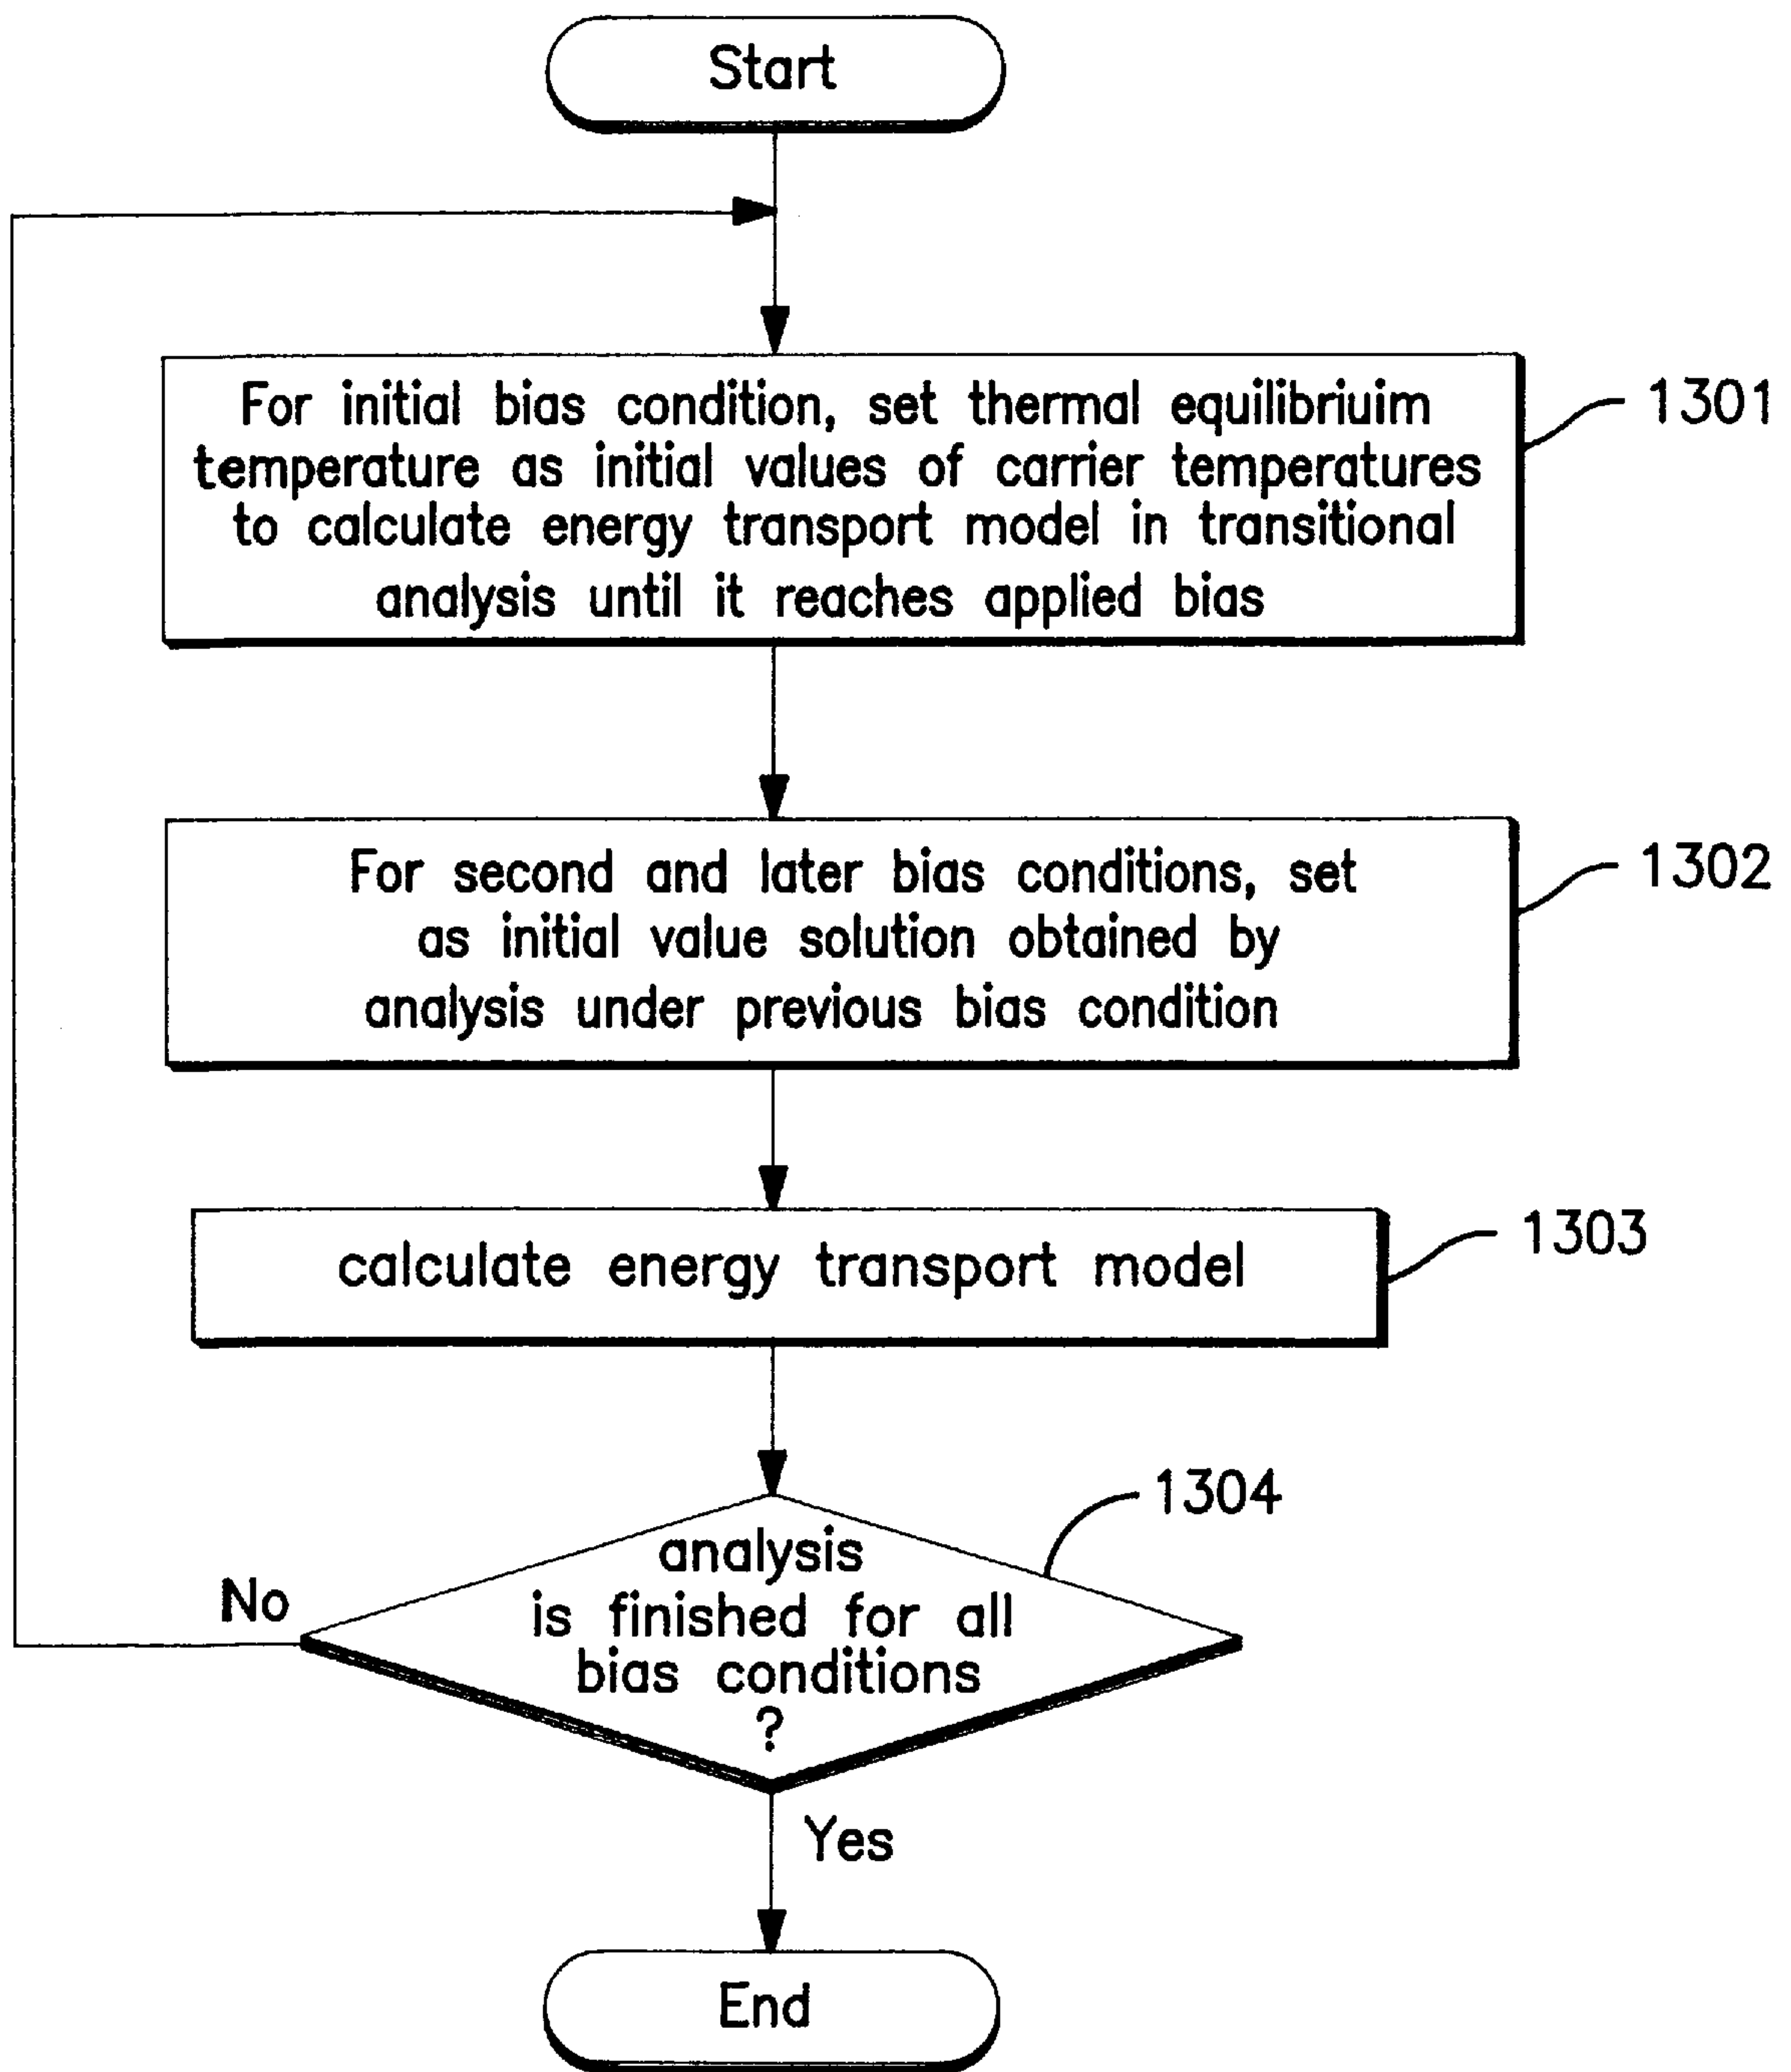 Start
For initial bias condition, set thermal equilibriuim
temperature as initial values of carrier temperatures
to calculate energy transport model in transitional
analysis until it reaches applied bias
1301
For second and later bias conditions, set
as initial value solution obtained by
analysis under previous bias condition
1302
calculate energy transport model
1303
1304
analysis
is finished for all
bias conditions
?
No
Yes
End